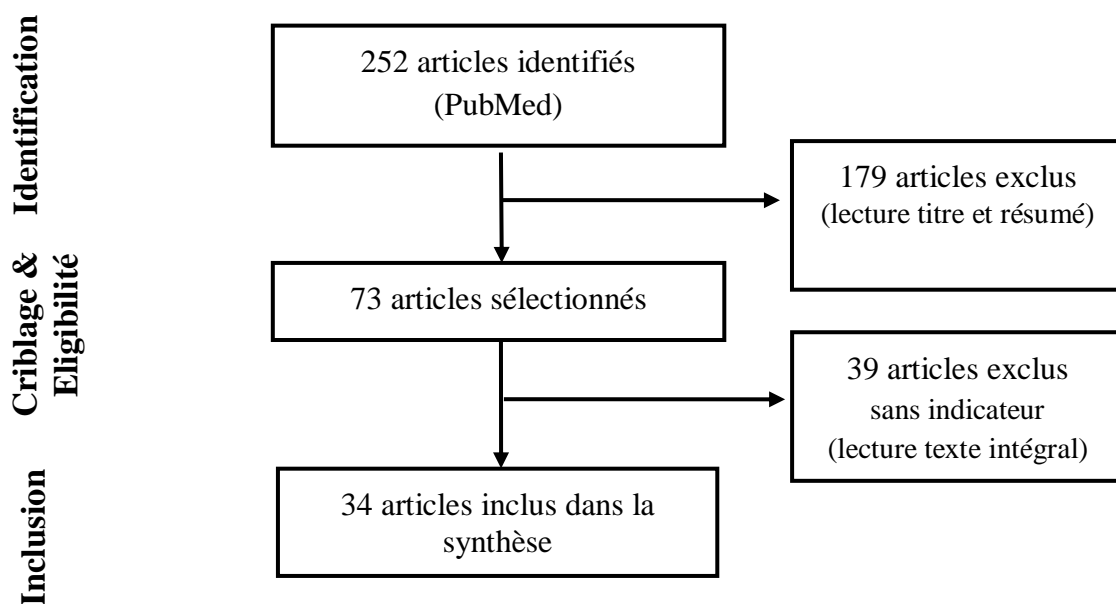 Identification
252 articles identifiés
(PubMed)
179 articles exclus
(lecture titre et résumé)
Criblage &
Eligibilité
73 articles sélectionnés
39 articles exclus
sans indicateur
(lecture texte intégral)
Inclusion
34 articles inclus dans la
synthèse